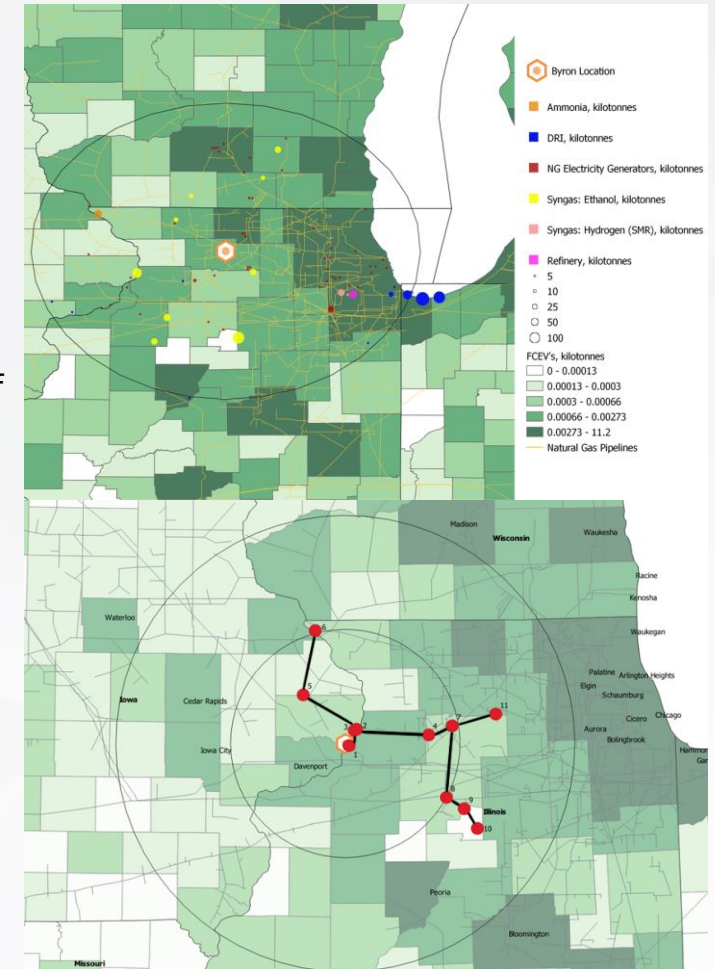 f
Byron Location
Ammonia, kilotonnes
DRI, kilotonnes
NG Electricity Generators, kilotonnes
Syngas: Ethanol, kilotonnes
Syngas: Hydrogen (SMR), kilotonnes
Refinery, kilotonnes
5
10
25
50
100
FCEV's, kilotonnes
0 - 0.00013
0.00013 - 0.0003
0.0003 - 0.00066
0.00066 - 0.00273
0.00273 - 11.2
Natural Gas Pipelines
Madison
Wisconsin
Waukesha
Racine
Kenosha
Waterloo
6
Waukegan
Palatine
Arlington Heights
Elgin
Schaumburg
Iowa
Cedar Rapids
5
11
Cicero
Chicago
Aurora
Bolingbrook
3
2
4
7
Iowa City
1
Hammon
Gar
Davenport
8
9
Illinois
10
Peoria
Bloomington
Missouri